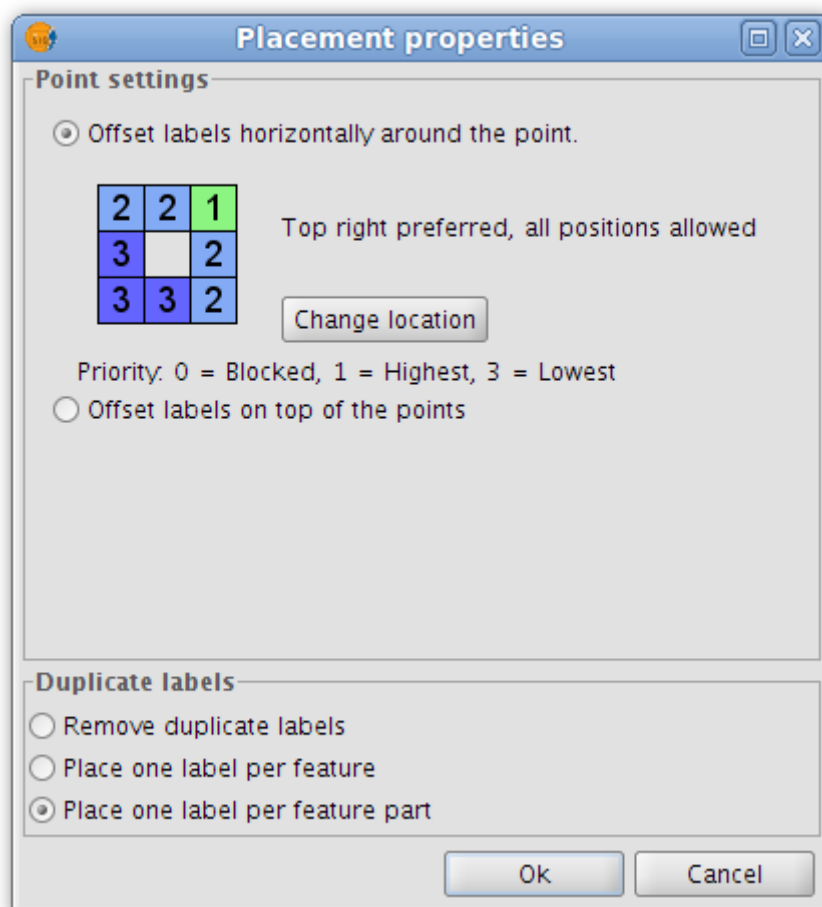 Placement properties
Point settings
Offset labels horizontally around the point.
2 2 1
Top right preferred, all positions allowed
3 2
3 3 2
Change location
Priority: 0 = Blocked, 1 = Highest, 3 = Lowest
Offset labels on top of the points
Duplicate labels
Remove duplicate labels
Place one label per feature
Place one label per feature part
Ok Cancel